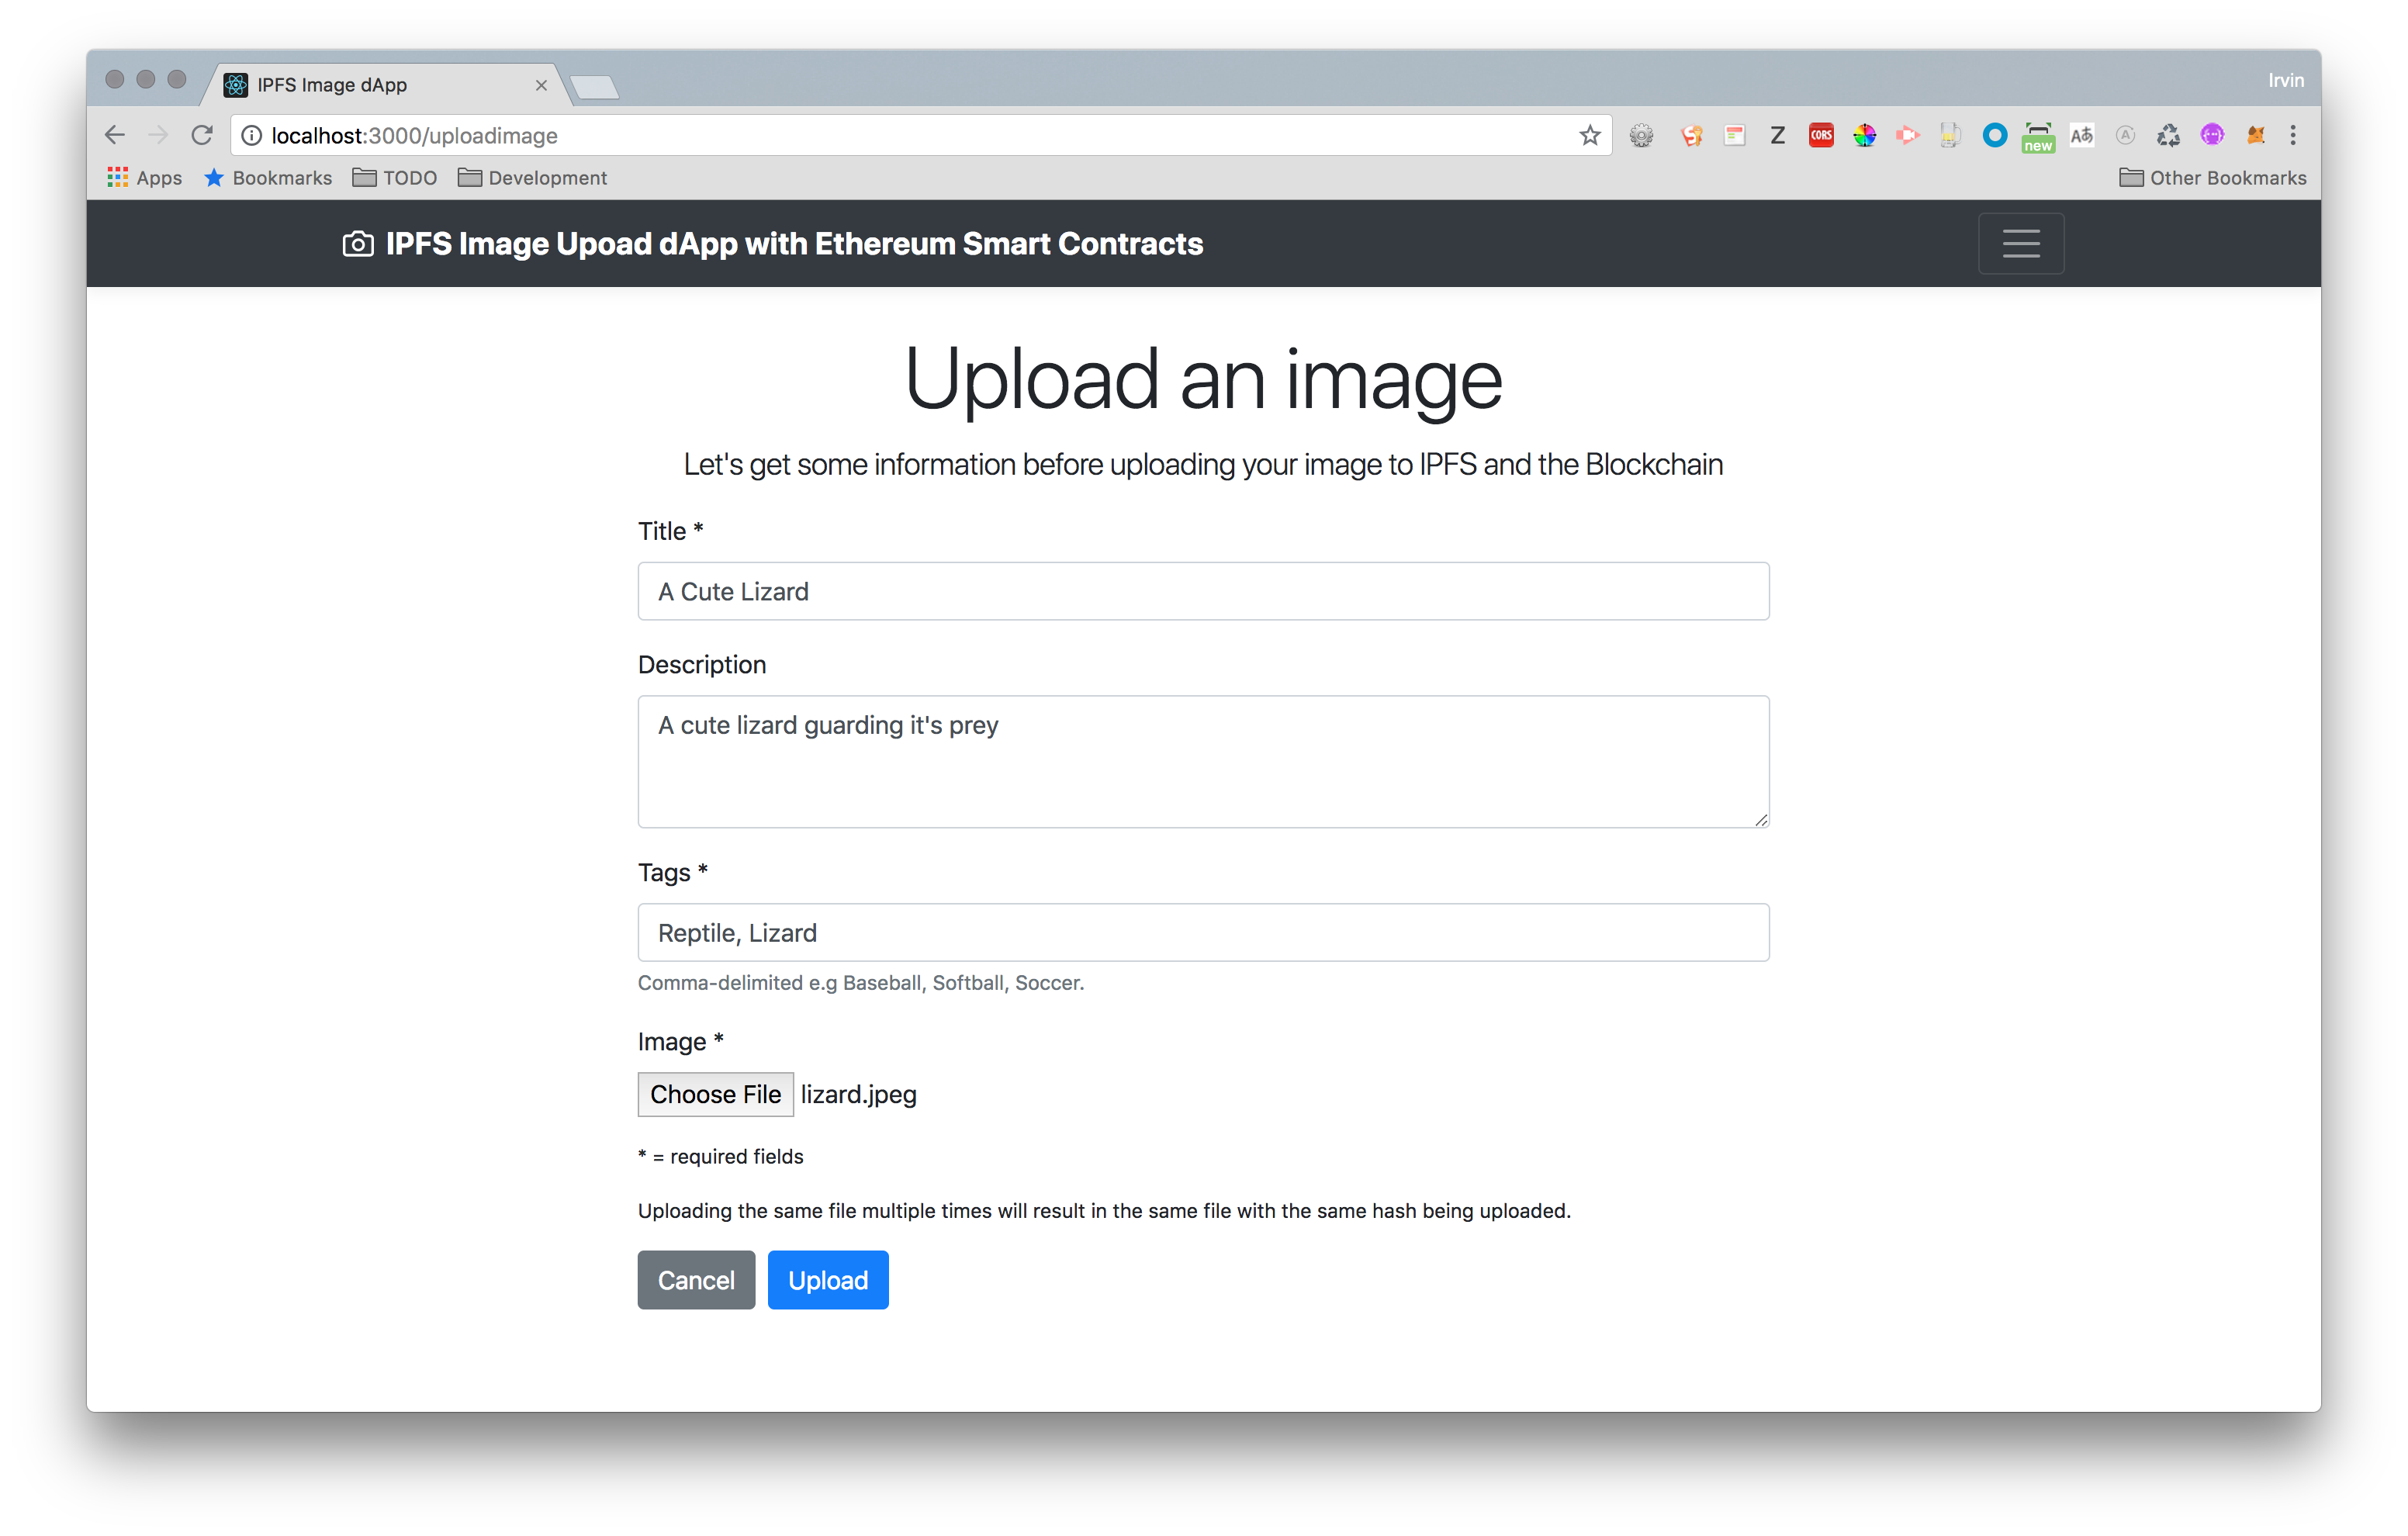 IPFS Image dApp
Irvin
localhost:3000/uploadimage
Z
CORS
new
Aあ
A
Apps
Bookmarks
TODO
Development
Other Bookmarks
IPFS Image Upoad dApp with Ethereum Smart Contracts
Upload an image
Let's get some information before uploading your image to IPFS and the Blockchain
Title *
A Cute Lizard
Description
A cute lizard guarding it's prey
Tags *
Reptile, Lizard
Comma-delimited e.g Baseball, Softball, Soccer.
Image *
Choose File lizard.jpeg
* = required fields
Uploading the same file multiple times will result in the same file with the same hash being uploaded.
Cancel Upload